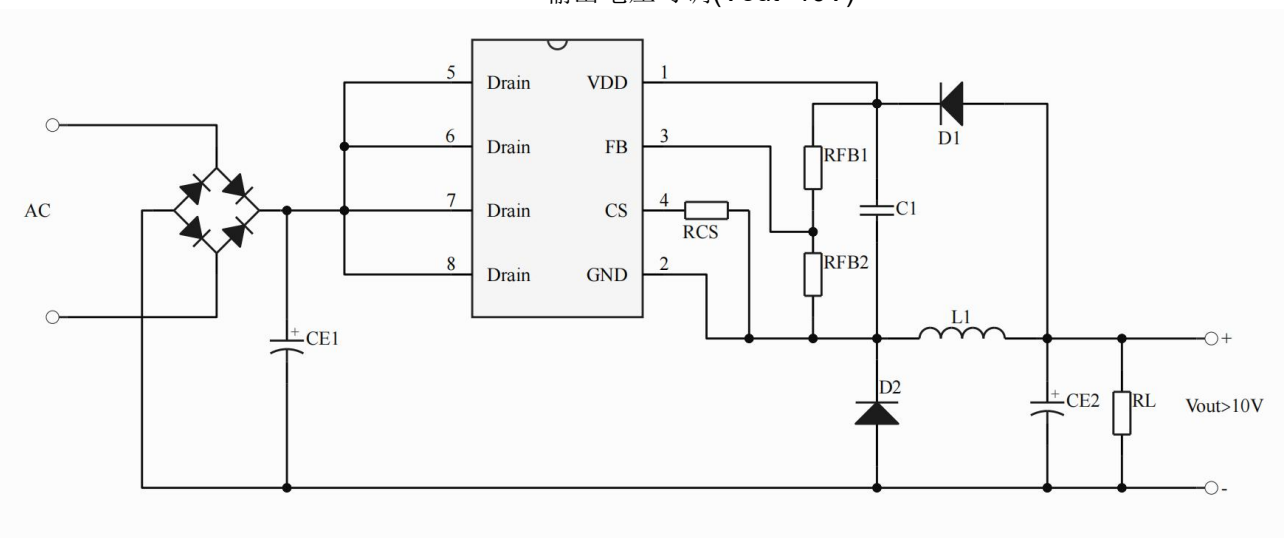 5 Drain VDD 1
6 Drain FB 3
7 Drain CS 4
8 Drain GND 2
AC
D1
RFB1
C1
RCS
RFB2
L1
+
CE1
+
D2
+
CE2
RL
Vout>10V
+
-